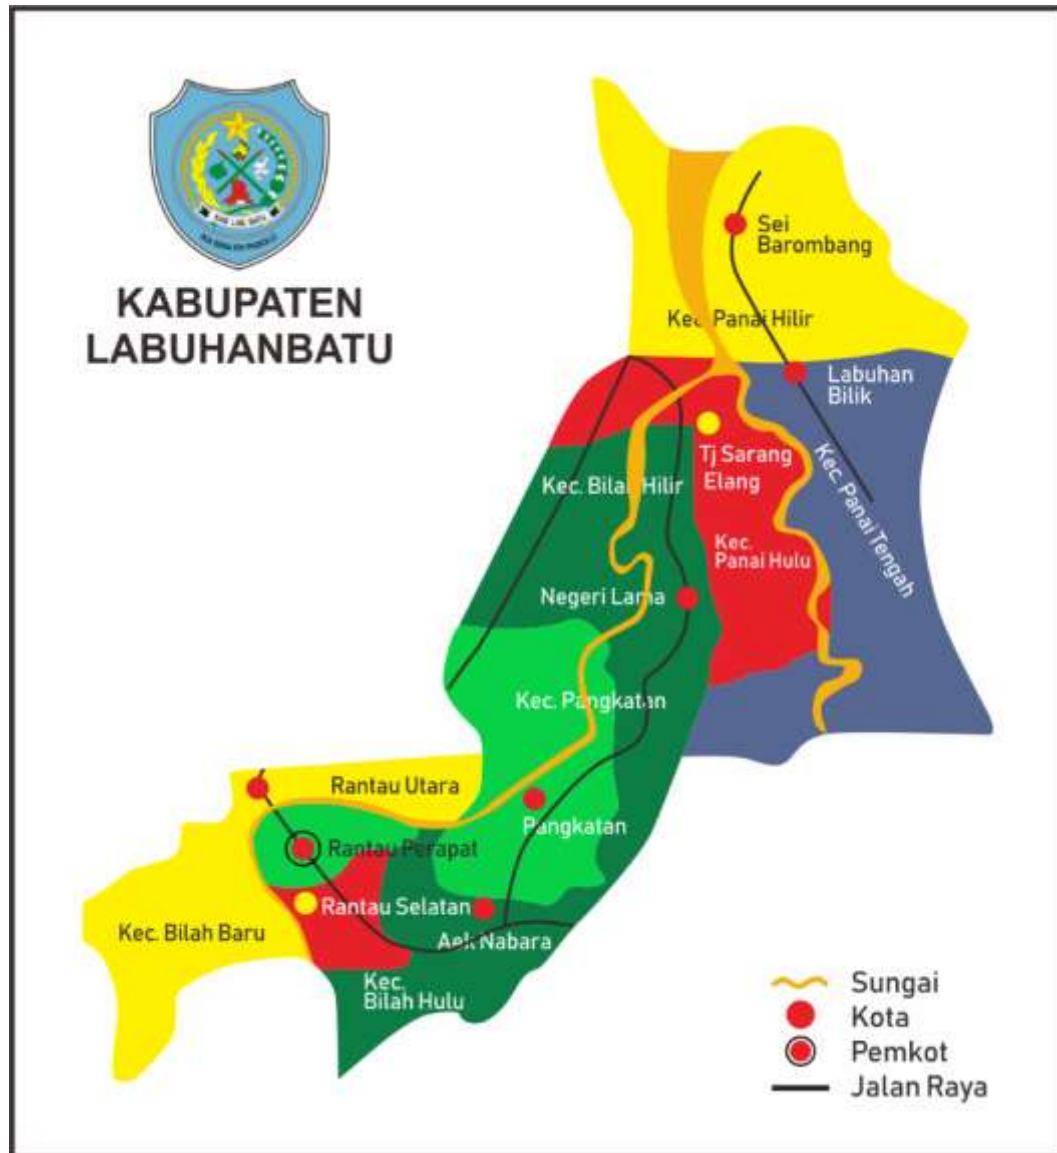 KABUPATEN
LABUHANBATU
Sei
Barombang
Kec. Panai Hilir
Labuhan
Bilik
Tj Sarang
Elang
Kec. Bilah Hilir
Kec. Panai Tengah
Kec.
Panai Hulu
Negeri Lama
Kec. Pangkatan
Rantau Utara
Pangkatan
Rantau Perapat
Rantau Selatan
Kec. Bilah Baru
Aek Nabara
Kec.
Bilah Hulu
Sungai
Kota
Pemkot
Jalan Raya